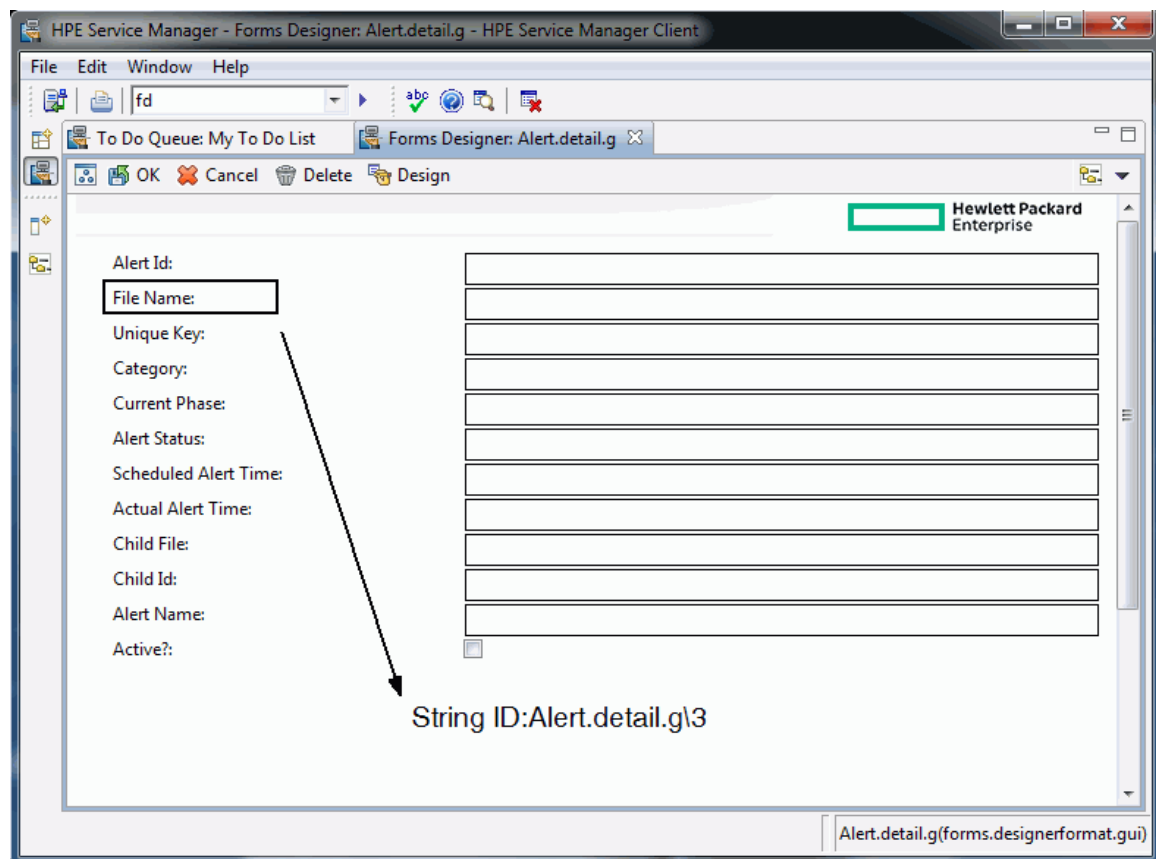 HPE Service Manager - Forms Designer: Alert.detail.g - HPE Service Manager Client
File Edit Window Help
fd
abc
To Do Queue: My To Do List Forms Designer: Alert.detail.g
OK Cancel Delete Design
Hewlett Packard
Enterprise
Alert Id:
File Name:
Unique Key:
Category:
Current Phase:
Alert Status:
Scheduled Alert Time:
Actual Alert Time:
Child File:
Child Id:
Alert Name:
Active?:
String ID:Alert.detail.g\3
Alert.detail.g(forms.designerformat.gui)